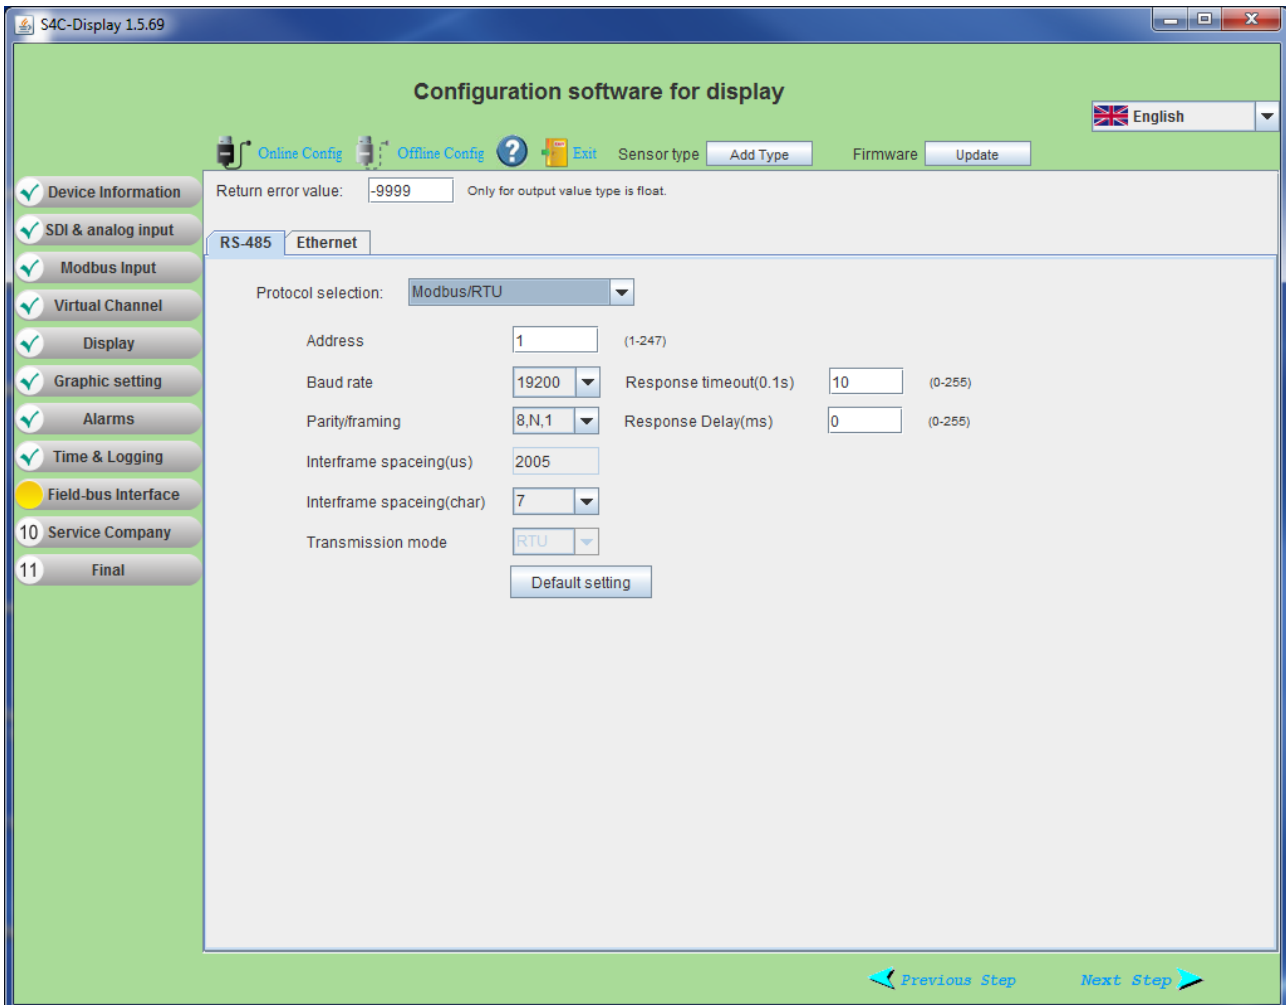 S4C-Display 1.5.69
Configuration software for display
English
Online Config Offline Config ? Exit Sensor type Add Type Firmware Update
Device Information
SDI & analog input
Modbus Input
Virtual Channel
Display
Graphic setting
Alarms
Time & Logging
Field-bus Interface
10 Service Company
11 Final
Return error value: -9999 Only for output value type is float.
RS-485 Ethernet
Protocol selection: Modbus/RTU
Address 1 (1-247)
Baud rate 19200 Response timeout(0.1s) 10 (0-255)
Parity/framing 8,N,1 Response Delay(ms) 0 (0-255)
Interframe spaceing(us) 2005
Interframe spaceing(char) 7
Transmission mode RTU
Default setting
Previous Step Next Step